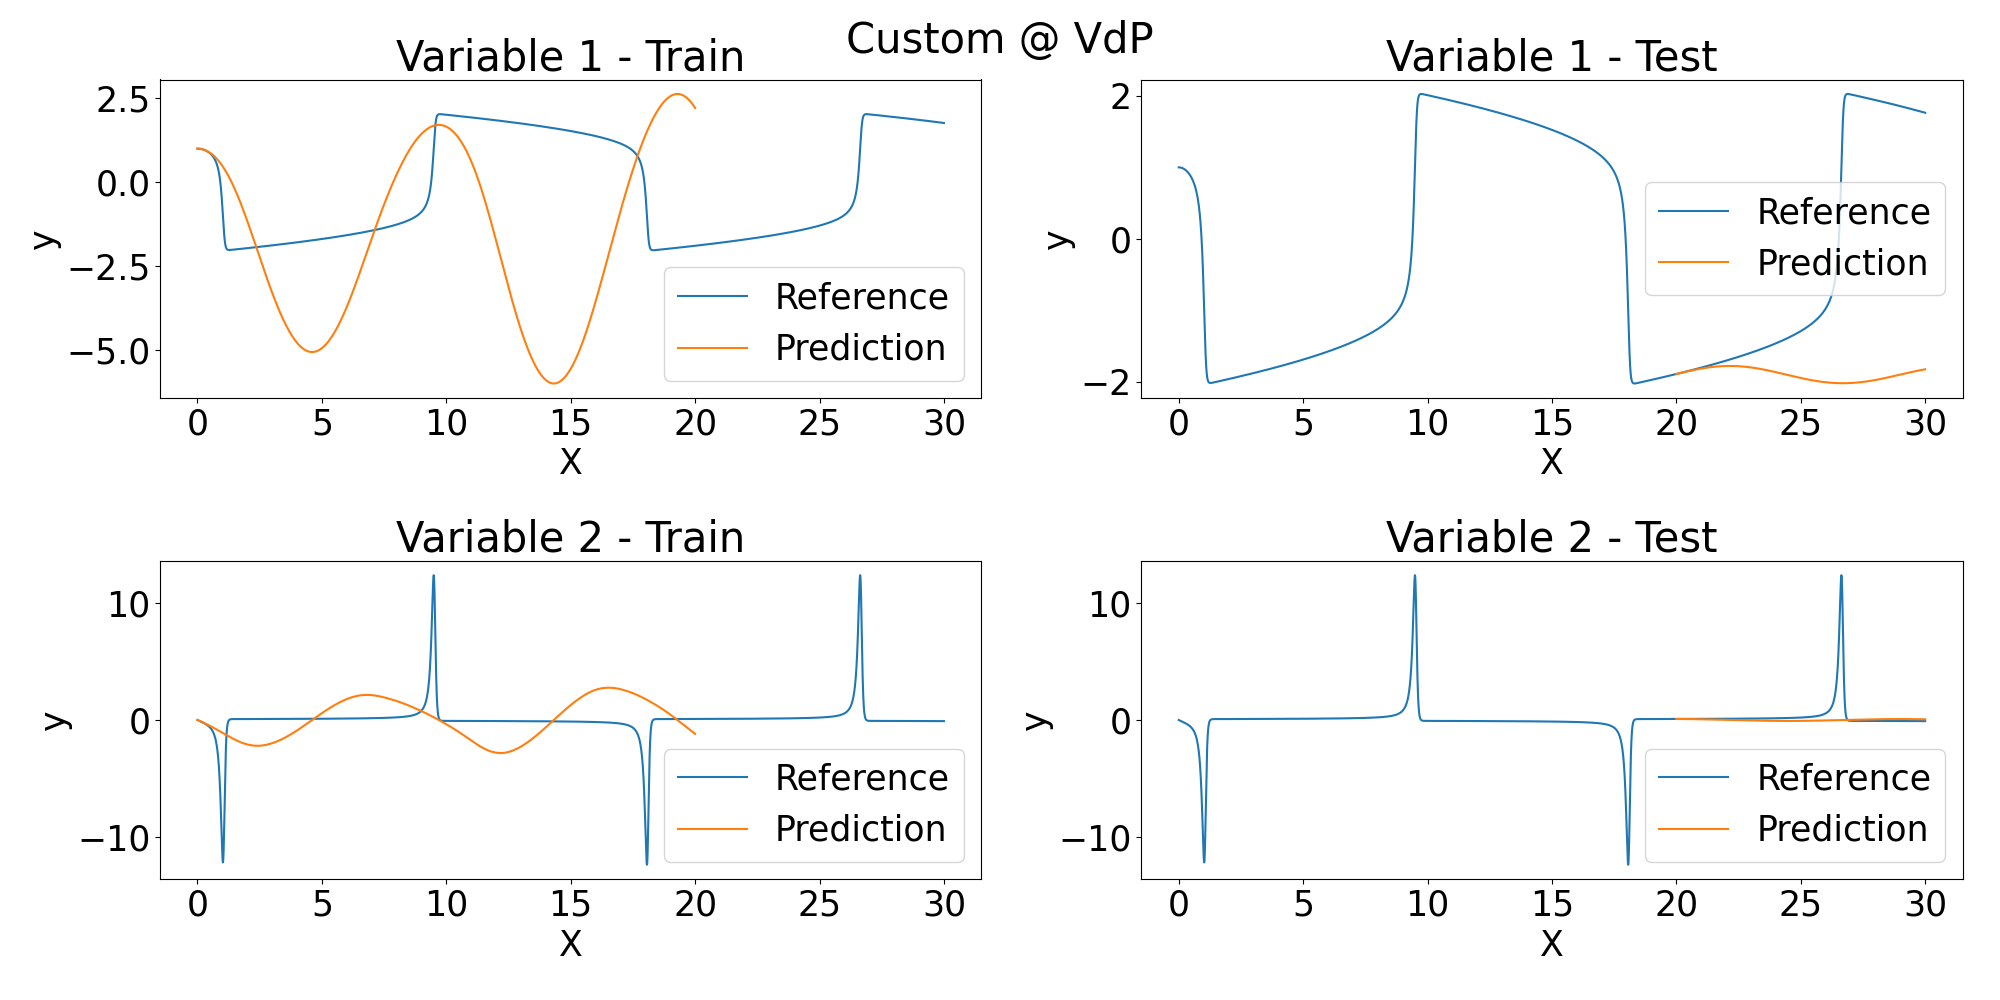 Custom @ VdP
Variable 1 - Train
2.5
0.0
−2.5
−5.0
y
0 5 10 15 20 25 30
X
Reference
Prediction
Variable 1 - Test
2
0
−2
y
0 5 10 15 20 25 30
X
Reference
Prediction
Variable 2 - Train
10
0
−10
y
0 5 10 15 20 25 30
X
Reference
Prediction
Variable 2 - Test
10
0
−10
y
0 5 10 15 20 25 30
X
Reference
Prediction